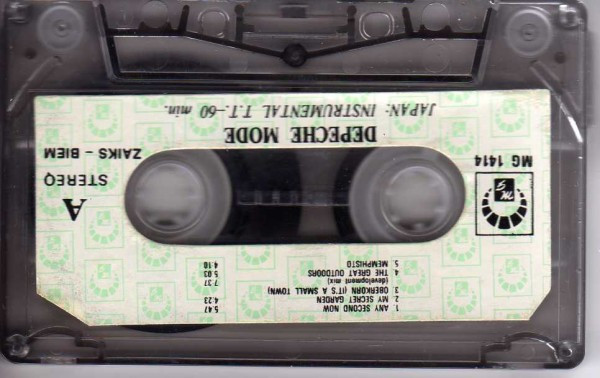 1. ANY SECOND NOW 5.47
2. MY SECRET GARDEN 4.23
3. OBERKORN (IT'S A SMALL TOWN)
(development mix) 7.37
4. THE GREAT OUTDOORS 5.03
5. MEMPHISTO 4.10
A
STEREO
MG 1414
ZAIKS – BIEM
DEPECHE MODE
JAPAN: INSTRUMENTAL T.T.–60 min.